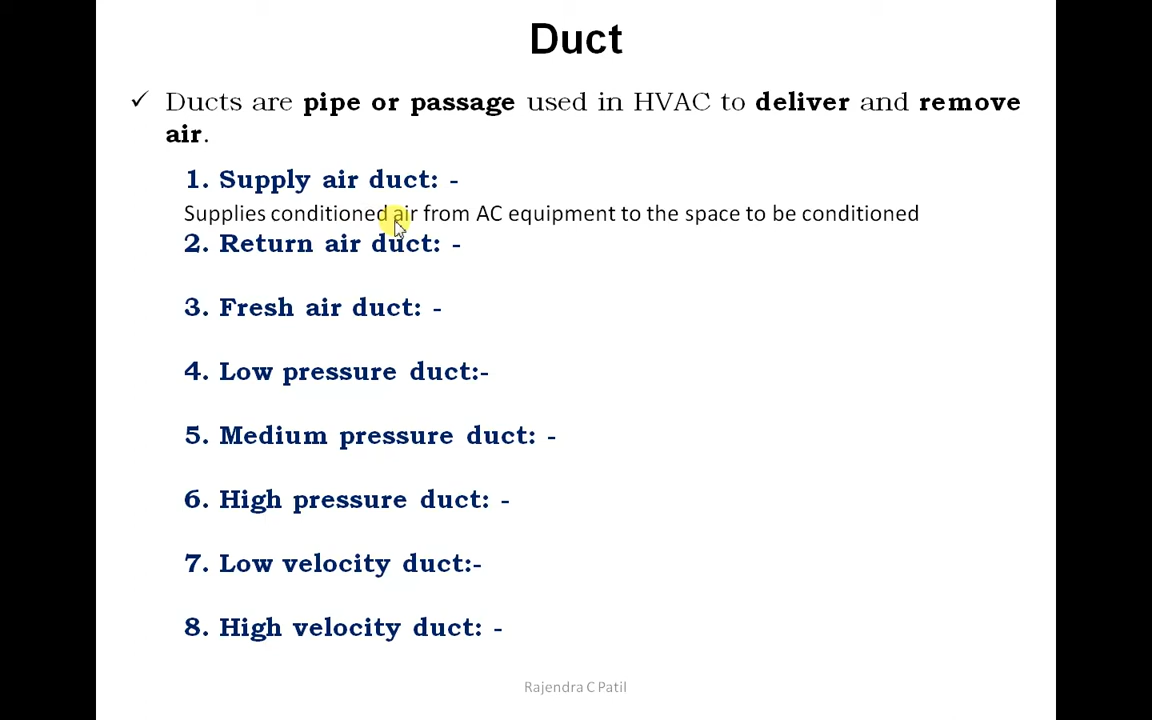 Duct
✓ Ducts are pipe or passage used in HVAC to deliver and remove
air.
1. Supply air duct: -
Supplies conditioned air from AC equipment to the space to be conditioned
2. Return air duct: -
3. Fresh air duct: -
4. Low pressure duct:-
5. Medium pressure duct: -
6. High pressure duct: -
7. Low velocity duct:-
8. High velocity duct: -
Rajendra C Patil